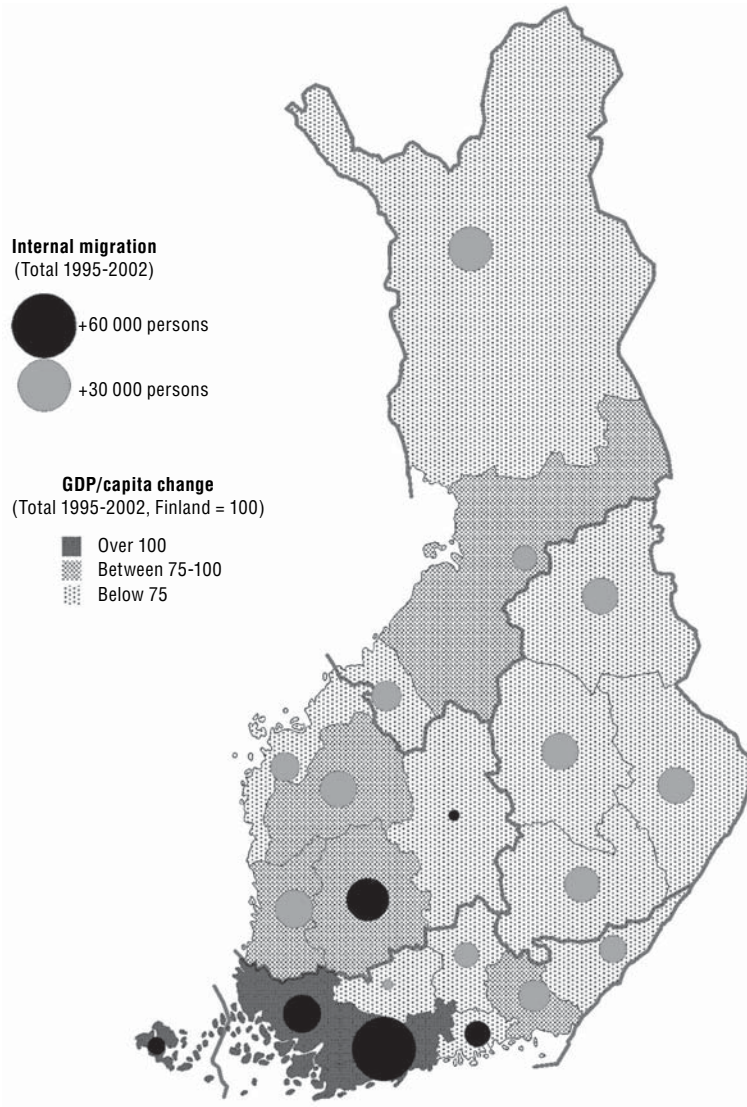 Internal migration
(Total 1995-2002)
+60 000 persons
+30 000 persons
GDP/capita change
(Total 1995-2002, Finland = 100)
Over 100
Between 75-100
Below 75